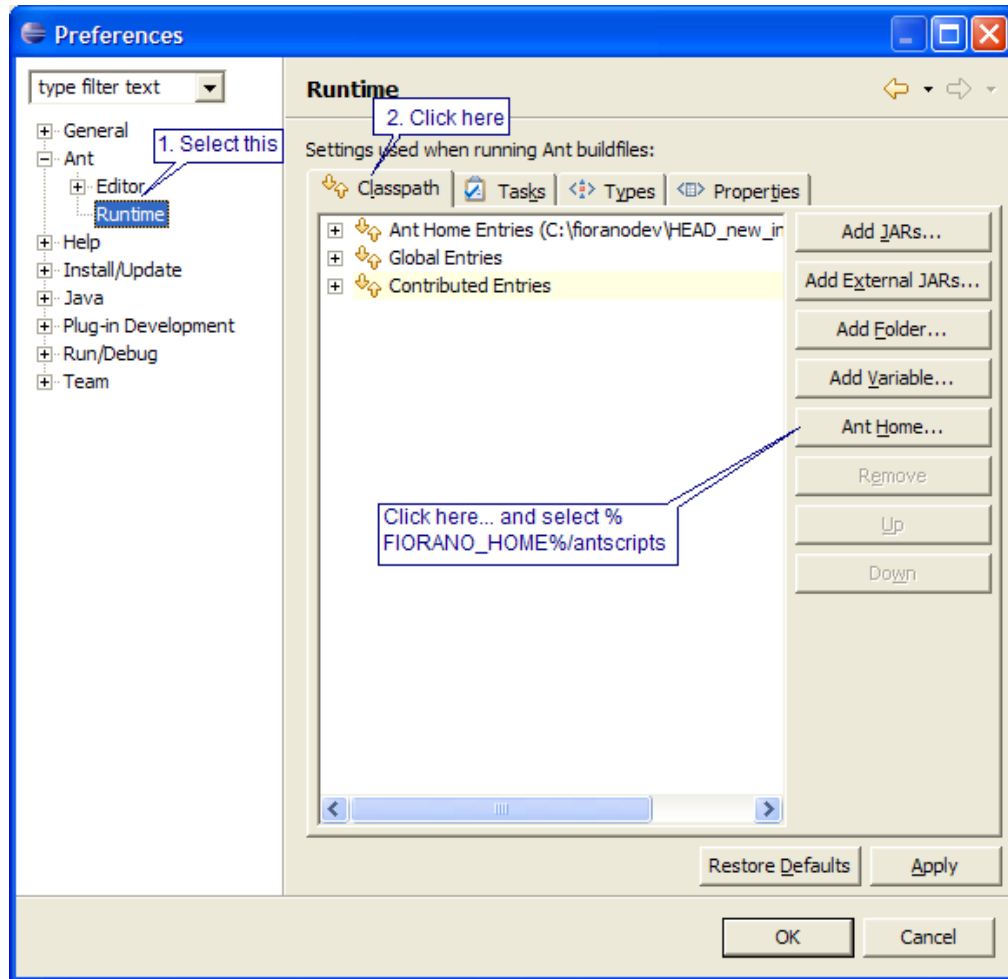 Preferences
type filter text
Runtime
2. Click here
General
1. Select this
Settings used when running Ant buildfiles:
Ant
Editor
Runtime
Help
Install/Update
Java
Plug-in Development
Run/Debug
Team
Classpath Tasks Types Properties
Ant Home Entries (C:\fioranodev\HEAD_new_in
Global Entries
Contributed Entries
Add JARs...
Add External JARs...
Add Folder...
Add Variable...
Ant Home...
Remove
Up
Down
Click here... and select %
FIORANO_HOME%/antscripts
Restore Defaults Apply
OK Cancel